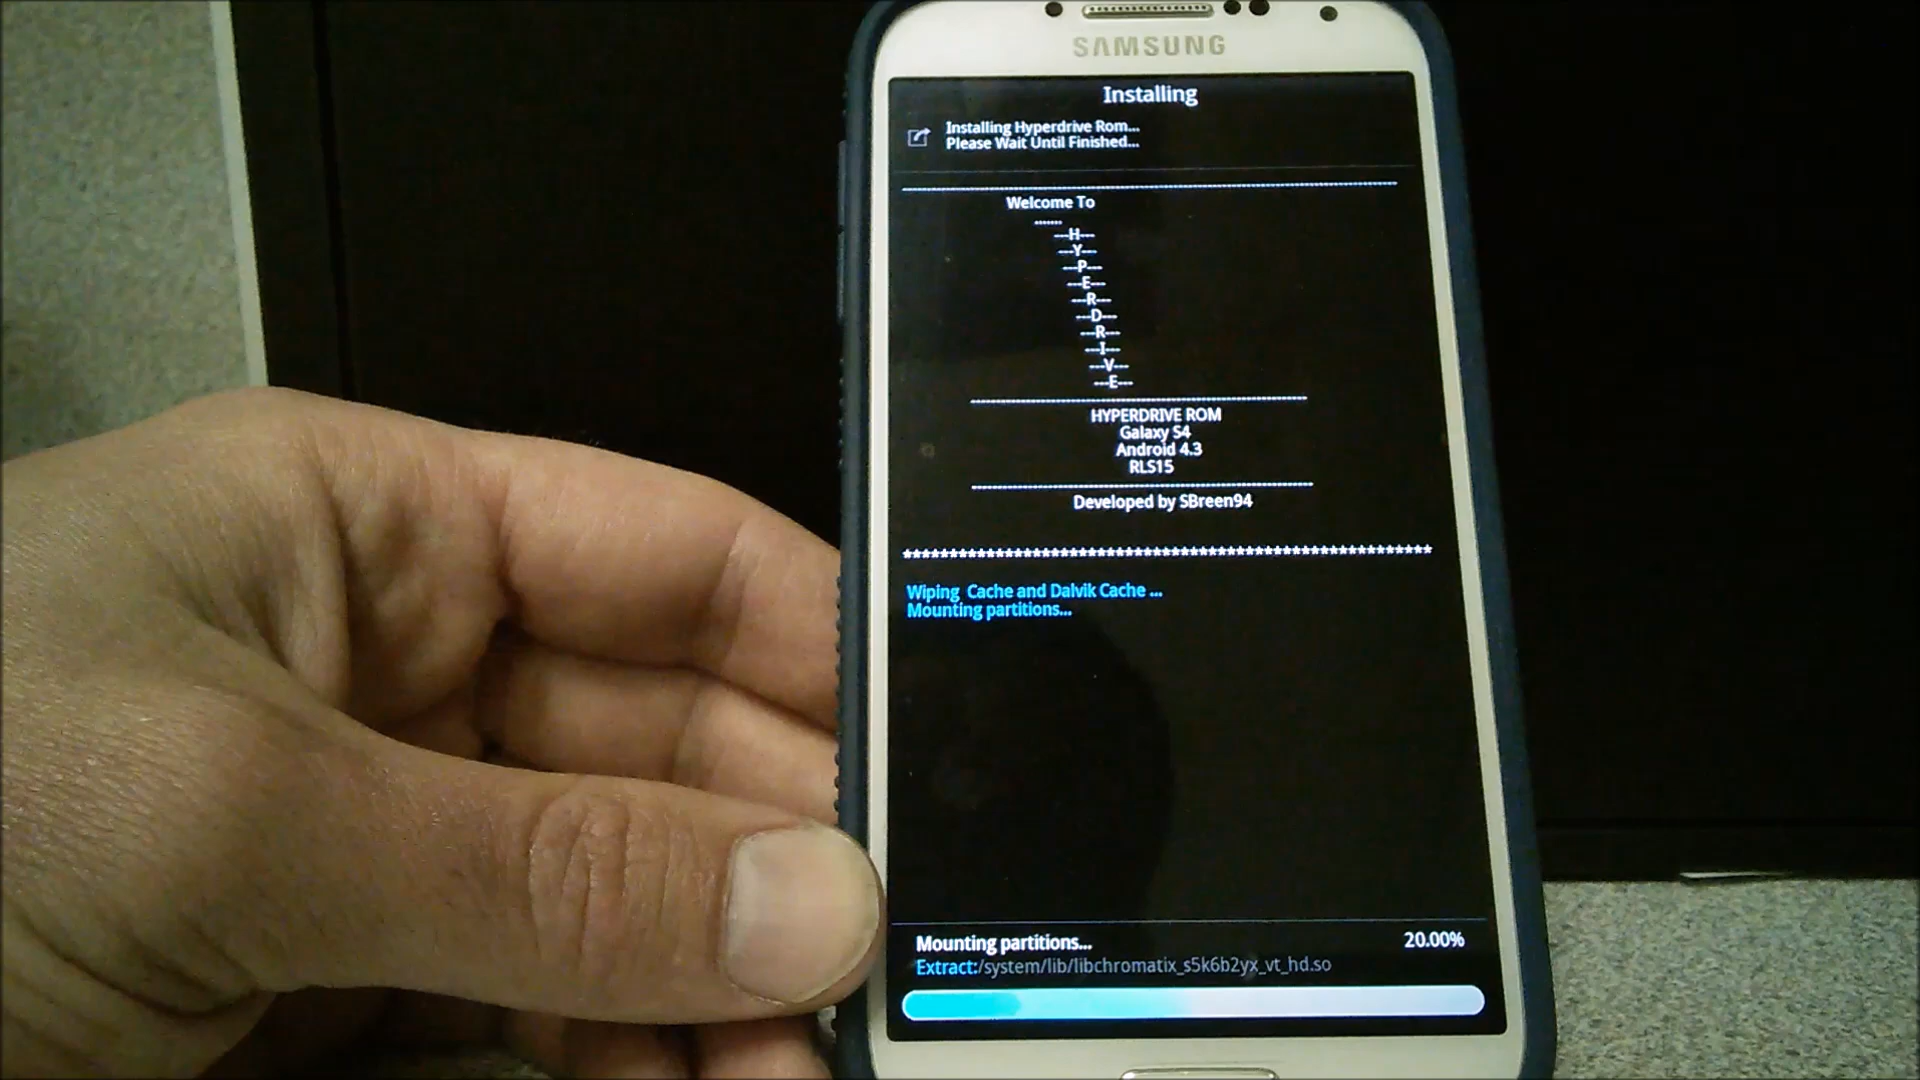 SAMSUNG
Installing
Installing Hyperdrive Rom...
Please Wait Until Finished...
Welcome To
.......
---H---
---Y---
---P---
---E---
---R---
---D---
---R---
---I---
---V---
---E---
HYPERDRIVE ROM
Galaxy S4
Android 4.3
RLS15
Developed by SBreen94
Wiping  Cache and Dalvik Cache ...
Mounting partitions...
Mounting partitions... 20.00%
Extract:/system/lib/libchromatix_s5k6b2yx_vt_hd.so